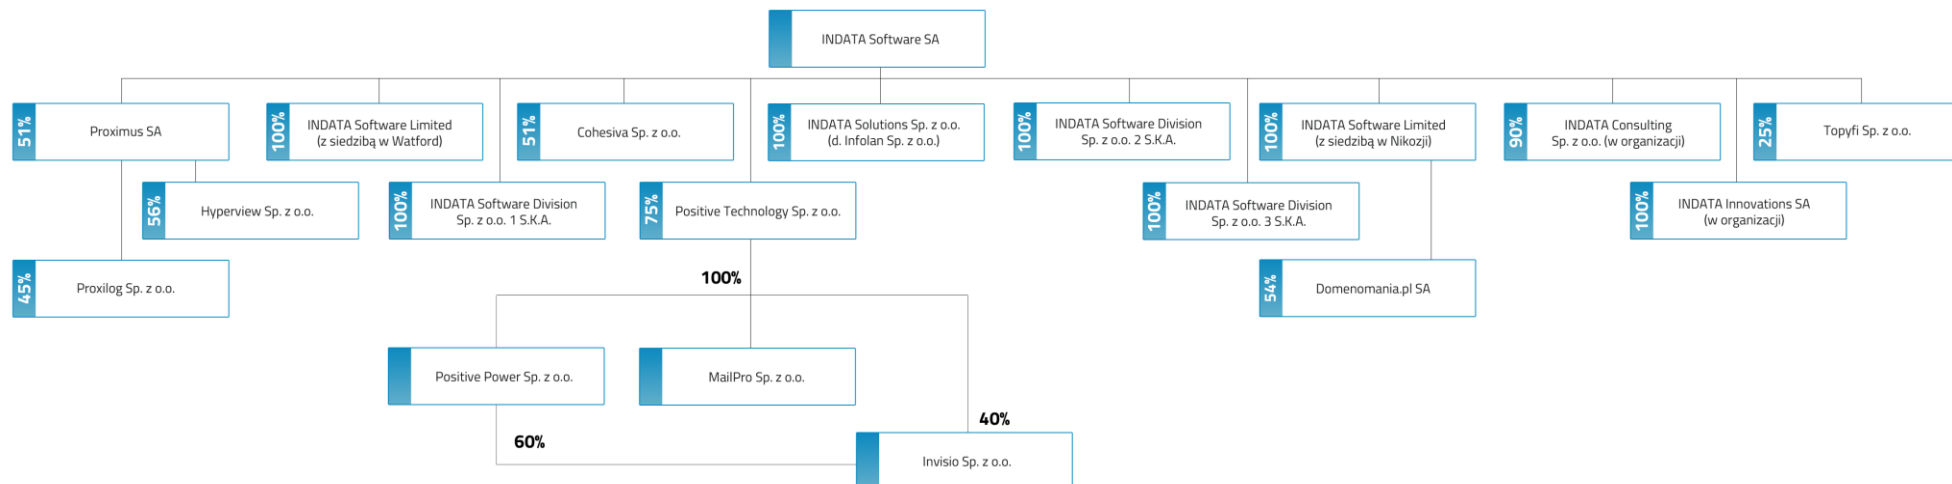 INDATA Software SA
51%
Proximus SA
100%
INDATA Software Limited
(z siedzibą w Watford)
51%
Cohesiva Sp. z o.o.
100%
INDATA Solutions Sp. z o.o.
(d. Infolan Sp. z o.o.)
100%
INDATA Software Division
Sp. z o.o. 2 S.K.A.
100%
INDATA Software Limited
(z siedzibą w Nikozji)
90%
INDATA Consulting
Sp. z o.o. (w organizacji)
25%
Topyfi Sp. z o.o.
56%
Hyperview Sp. z o.o.
100%
INDATA Software Division
Sp. z o.o. 1 S.K.A.
75%
Positive Technology Sp. z o.o.
100%
INDATA Software Division
Sp. z o.o. 3 S.K.A.
100%
INDATA Innovations SA
(w organizacji)
45%
Proxilog Sp. z o.o.
100%
54%
Domenomania.pl SA
Positive Power Sp. z o.o.
MailPro Sp. z o.o.
40%
60%
Invisio Sp. z o.o.